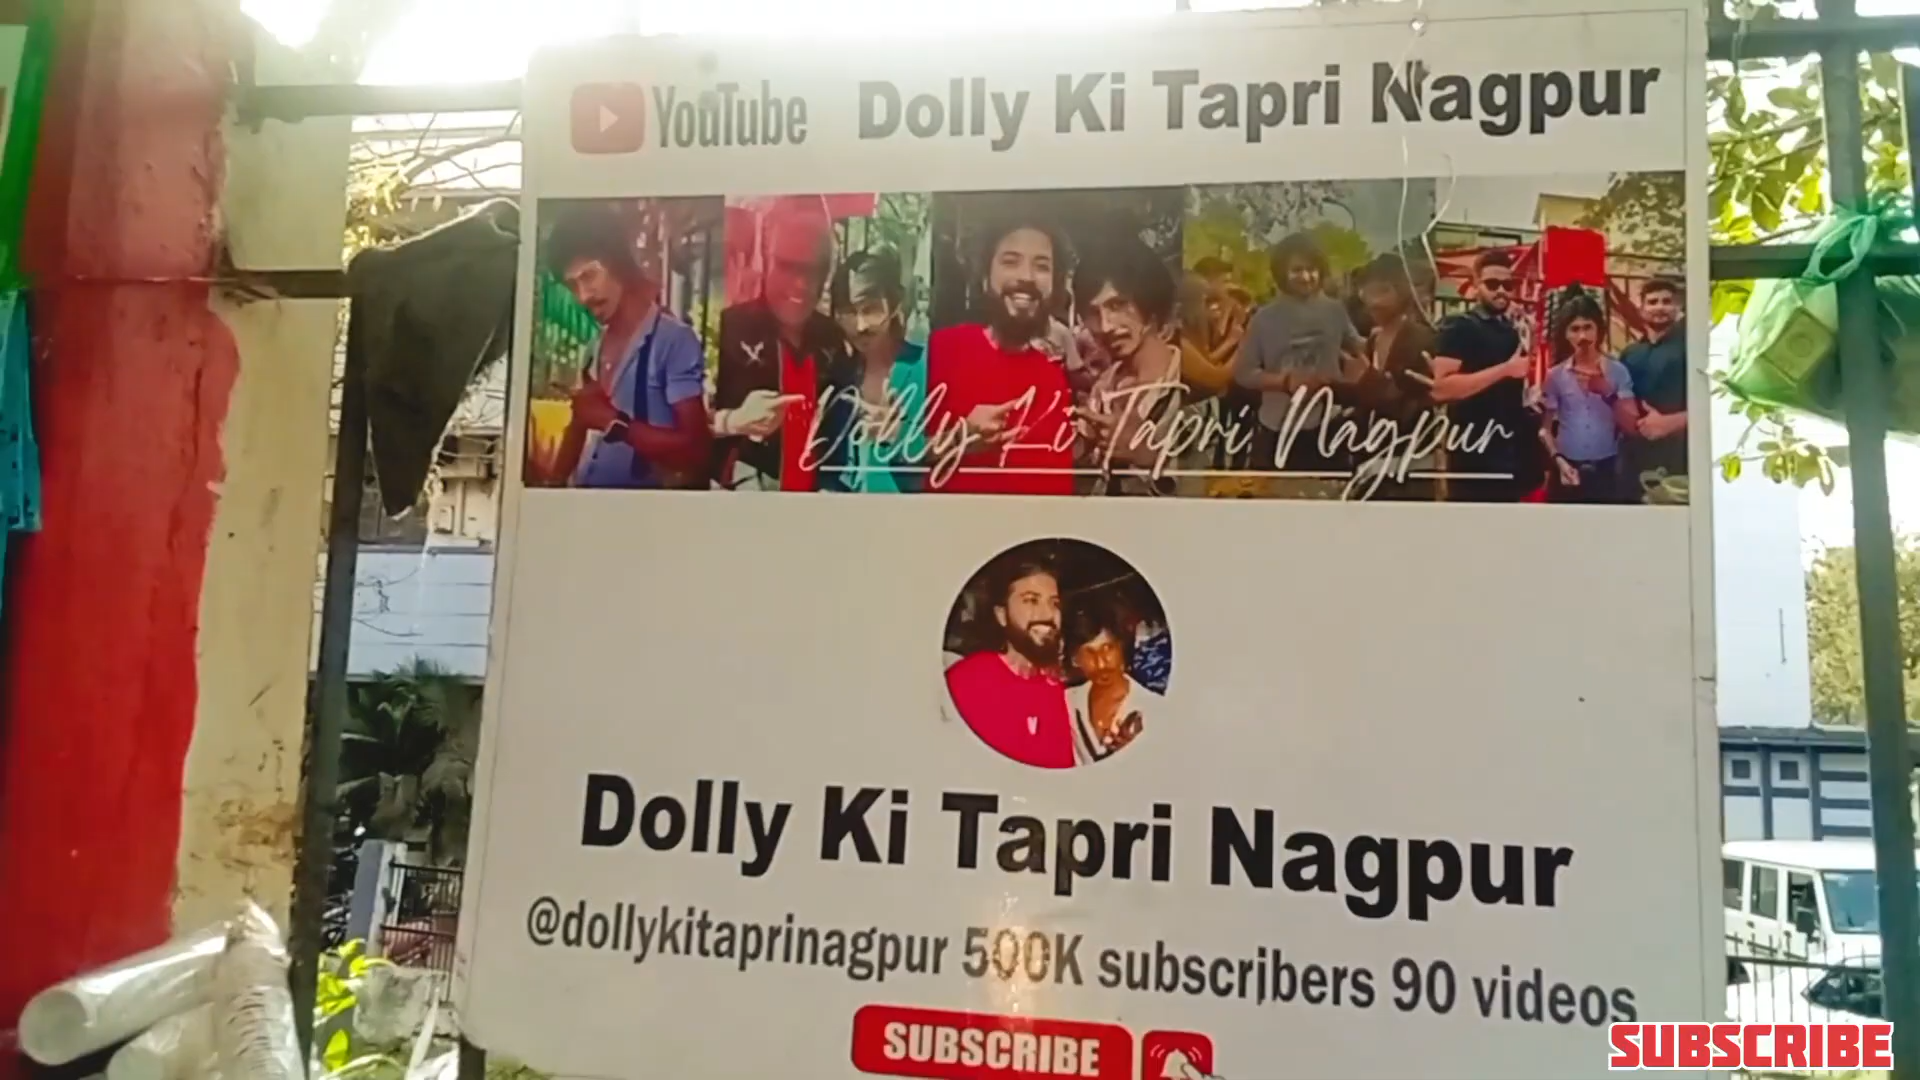 YouTube Dolly Ki Tapri Nagpur
Dolly Ki Tapri Nagpur
Dolly Ki Tapri Nagpur
@dollykitaprinagpur 500K subscribers 90 videos
SUBSCRIBE
SUBSCRIBE